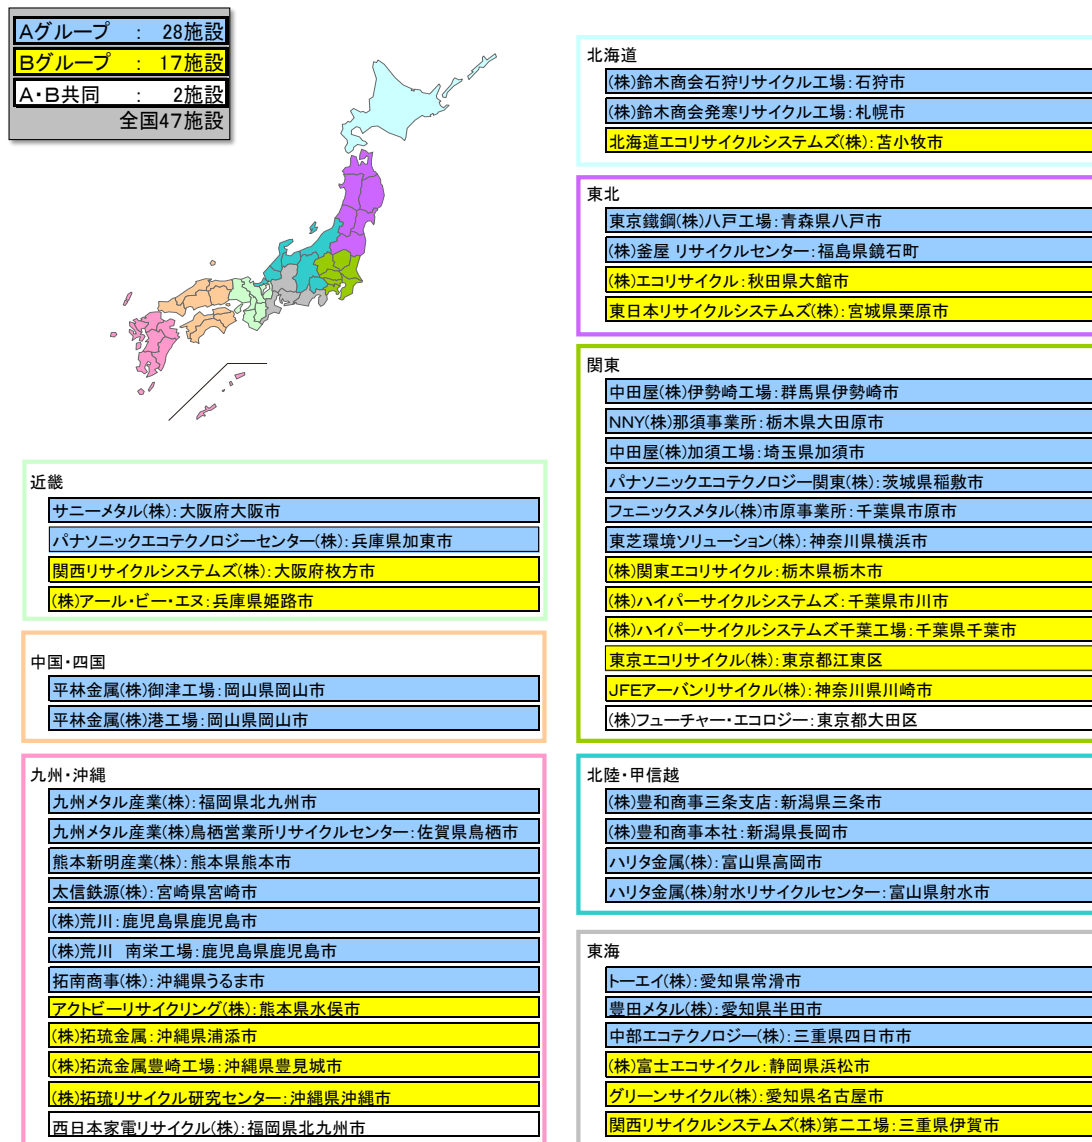 Aグループ : 28施設
Bグループ : 17施設
A・B共同 : 2施設
全国47施設
北海道
(株)鈴木商会石狩リサイクル工場:石狩市
(株)鈴木商会発寒リサイクル工場:札幌市
北海道エコリサイクルシステムズ(株):苫小牧市
東北
東京鐵鋼(株)八戸工場:青森県八戸市
(株)釜屋 リサイクルセンター:福島県鏡石町
(株)エコリサイクル:秋田県大館市
東日本リサイクルシステムズ(株):宮城県栗原市
関東
中田屋(株)伊勢崎工場:群馬県伊勢崎市
NNY(株)那須事業所:栃木県大田原市
中田屋(株)加須工場:埼玉県加須市
パナソニックエコテクノロジー関東(株):茨城県稲敷市
フェニックスメタル(株)市原事業所:千葉県市原市
東芝環境ソリューション(株):神奈川県横浜市
(株)関東エコリサイクル:栃木県栃木市
(株)ハイパーサイクルシステムズ:千葉県市川市
(株)ハイパーサイクルシステムズ千葉工場:千葉県千葉市
東京エコリサイクル(株):東京都江東区
JFEアーバンリサイクル(株):神奈川県川崎市
(株)フューチャー・エコロジー:東京都大田区
近畿
サニーメタル(株):大阪府大阪市
パナソニックエコテクノロジーセンター(株):兵庫県加東市
関西リサイクルシステムズ(株):大阪府枚方市
(株)アール・ビー・エヌ:兵庫県姫路市
中国・四国
平林金属(株)御津工場:岡山県岡山市
平林金属(株)港工場:岡山県岡山市
九州・沖縄
九州メタル産業(株):福岡県北九州市
九州メタル産業(株)鳥栖営業所リサイクルセンター:佐賀県鳥栖市
熊本新明産業(株):熊本県熊本市
太信鉄源(株):宮崎県宮崎市
(株)荒川:鹿児島県鹿児島市
(株)荒川 南栄工場:鹿児島県鹿児島市
拓南商事(株):沖縄県うるま市
アクトビーリサイクリング(株):熊本県水俣市
(株)拓琉金属:沖縄県浦添市
(株)拓流金属豊崎工場:沖縄県豊見城市
(株)拓琉リサイクル研究センター:沖縄県沖縄市
西日本家電リサイクル(株):福岡県北九州市
北陸・甲信越
(株)豊和商事三条支店:新潟県三条市
(株)豊和商事本社:新潟県長岡市
ハリタ金属(株):富山県高岡市
ハリタ金属(株)射水リサイクルセンター:富山県射水市
東海
トーエイ(株):愛知県常滑市
豊田メタル(株):愛知県半田市
中部エコテクノロジー(株):三重県四日市市
(株)富士エコサイクル:静岡県浜松市
グリーンサイクル(株):愛知県名古屋市
関西リサイクルシステムズ(株)第二工場:三重県伊賀市